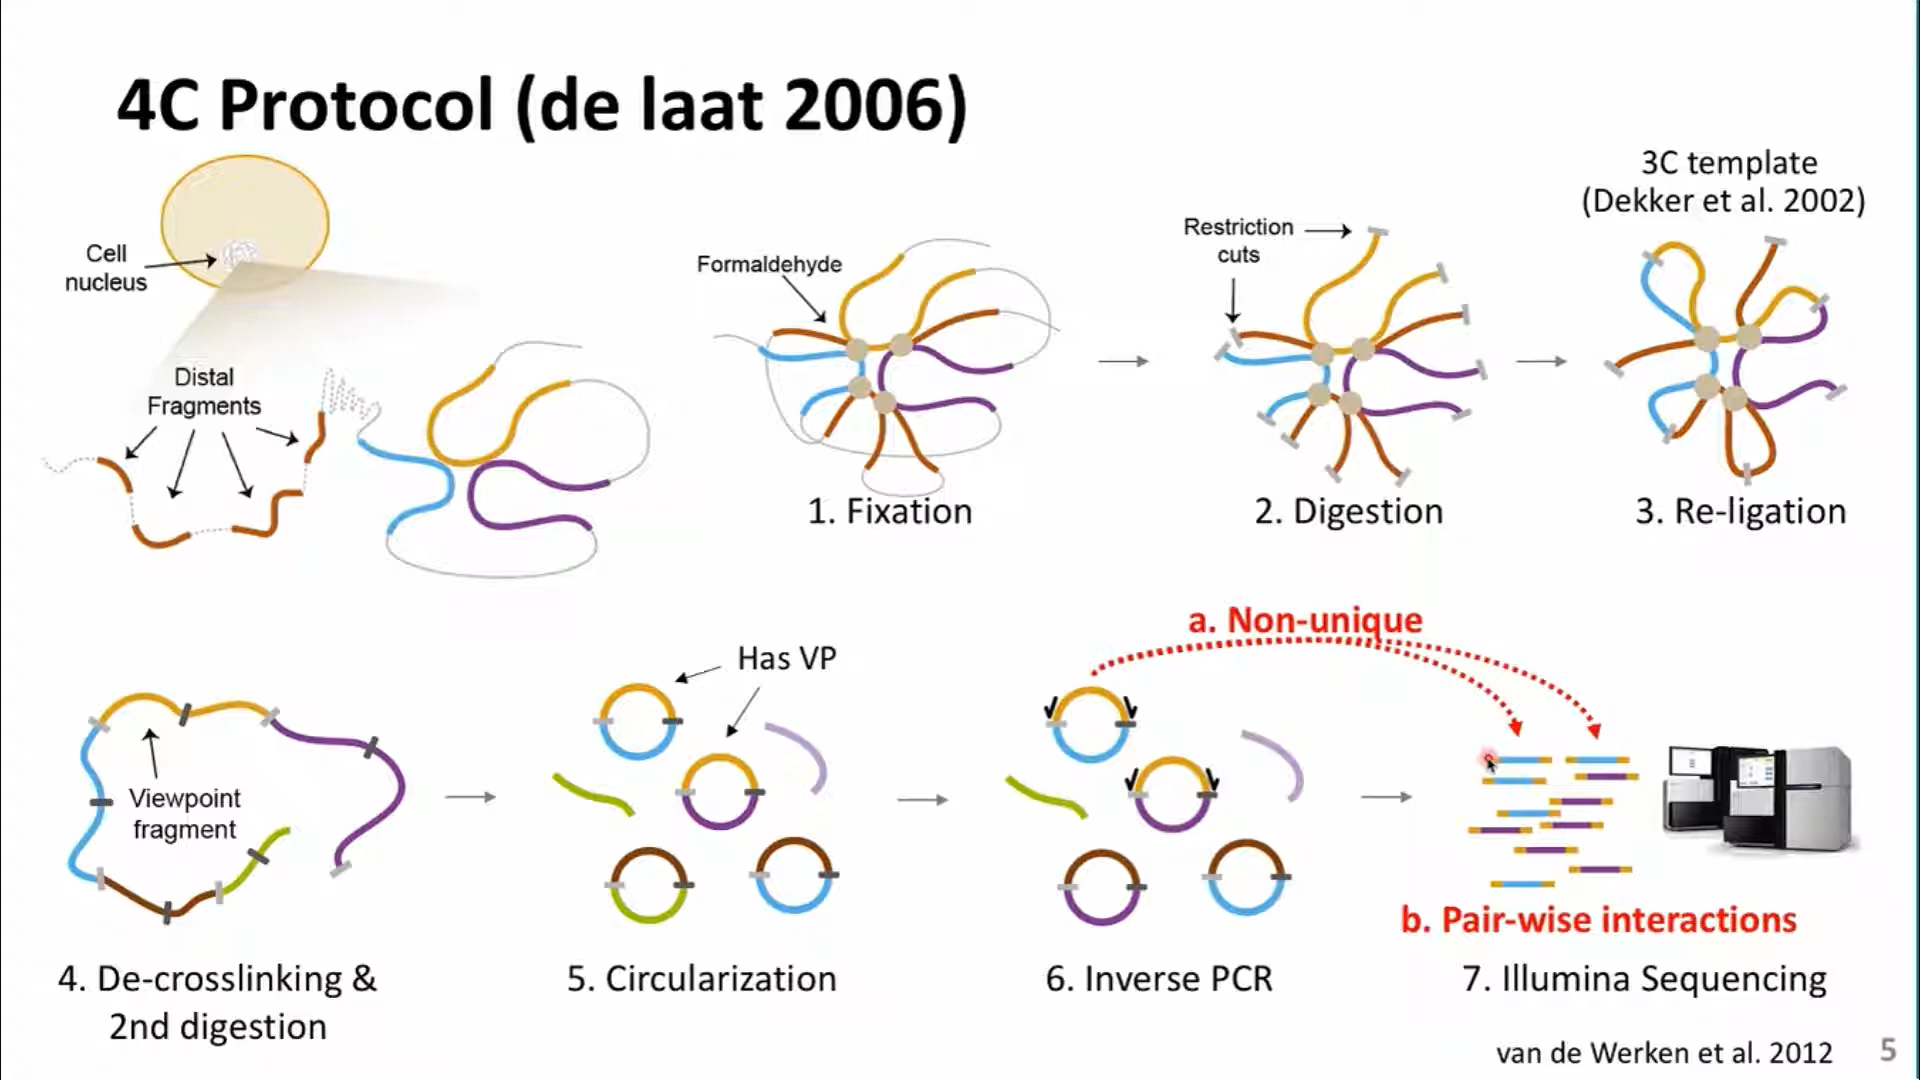 4C Protocol (de laat 2006)
3C template
(Dekker et al. 2002)
Cell
nucleus
Distal
Fragments
Formaldehyde
Restriction
cuts
1. Fixation
2. Digestion
3. Re-ligation
Viewpoint
fragment
Has VP
a. Non-unique
b. Pair-wise interactions
4. De-crosslinking &
2nd digestion
5. Circularization
6. Inverse PCR
7. Illumina Sequencing
van de Werken et al. 2012
5